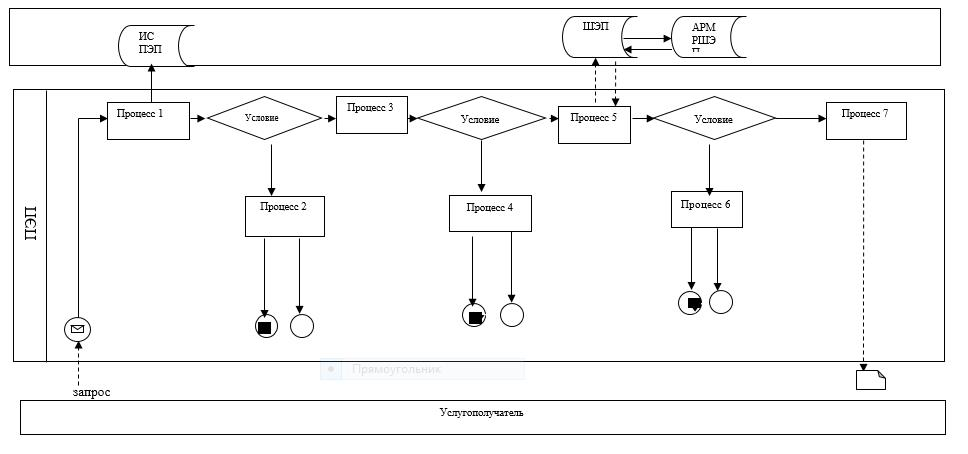 ИС
ПЭП
ШЭП
АРМ
РШЭ
П
Процесс 1
Условие
Процесс 3
Условие
Процесс 5
Условие
Процесс 7
Процесс 2
Процесс 4
Процесс 6
ПЭП
Прямоугольник
запрос
Услугополучатель